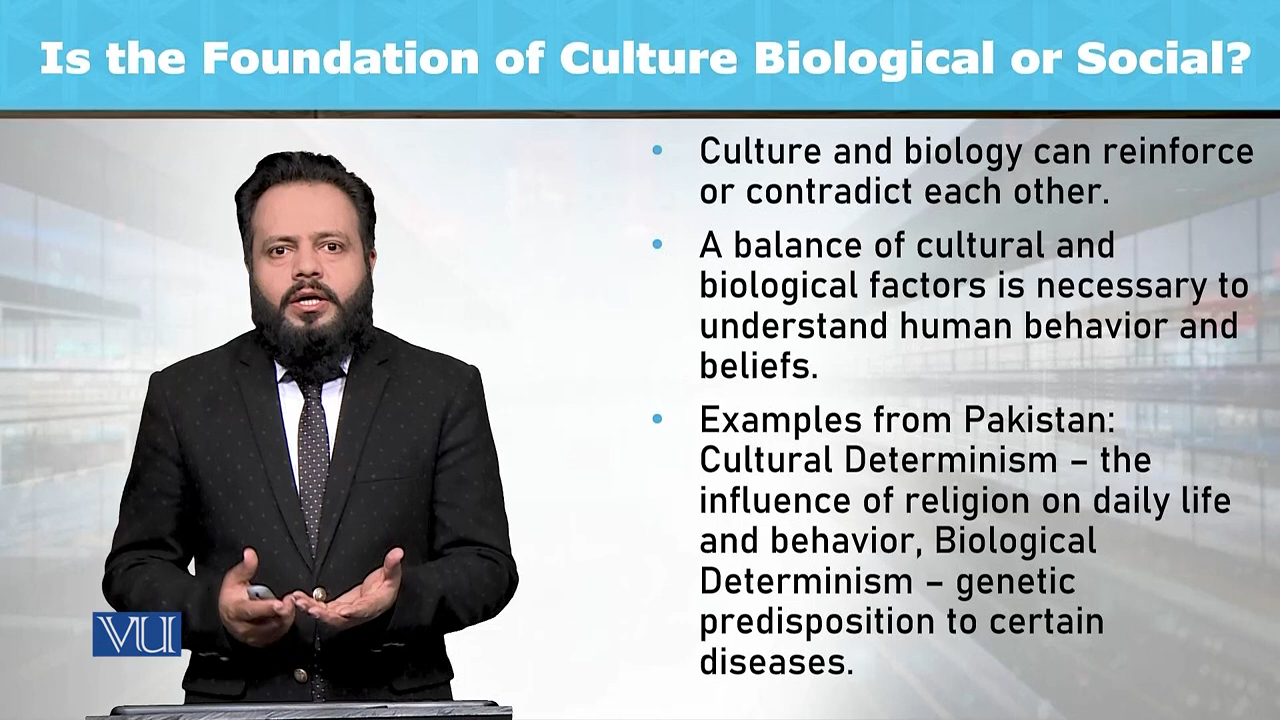 Is the Foundation of Culture Biological or Social?
• Culture and biology can reinforce
or contradict each other.
• A balance of cultural and
biological factors is necessary to
understand human behavior and
beliefs.
• Examples from Pakistan:
Cultural Determinism – the
influence of religion on daily life
and behavior, Biological
Determinism – genetic
predisposition to certain
diseases.
VU